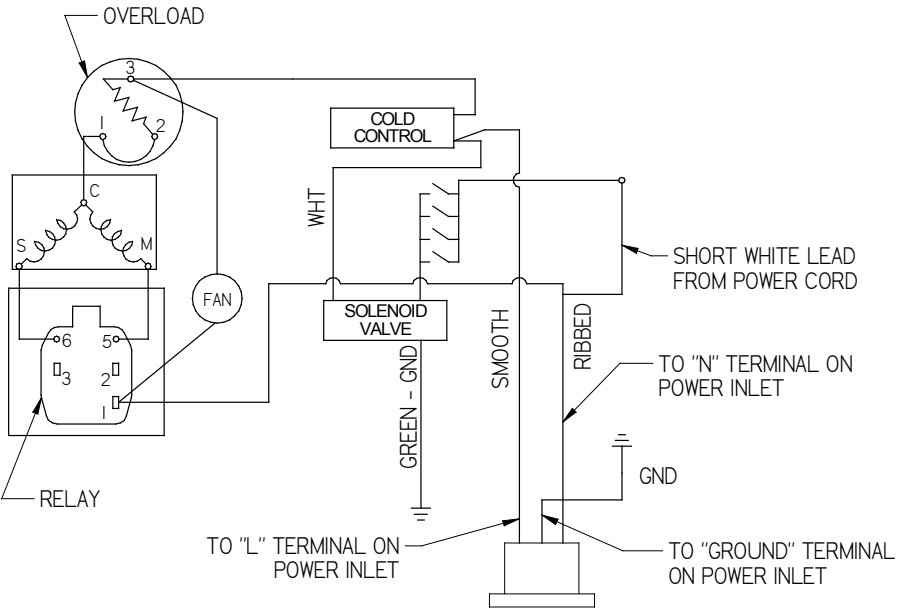 OVERLOAD
3
1
2
COLD
CONTROL
C
S
M
WHT
SHORT WHITE LEAD
FROM POWER CORD
FAN
SOLENOID
VALVE
SMOOTH
RIBBED
6
5
3
2
1
TO "N" TERMINAL ON
POWER INLET
GREEN - GND
GND
RELAY
TO "L" TERMINAL ON
POWER INLET
TO "GROUND" TERMINAL
ON POWER INLET